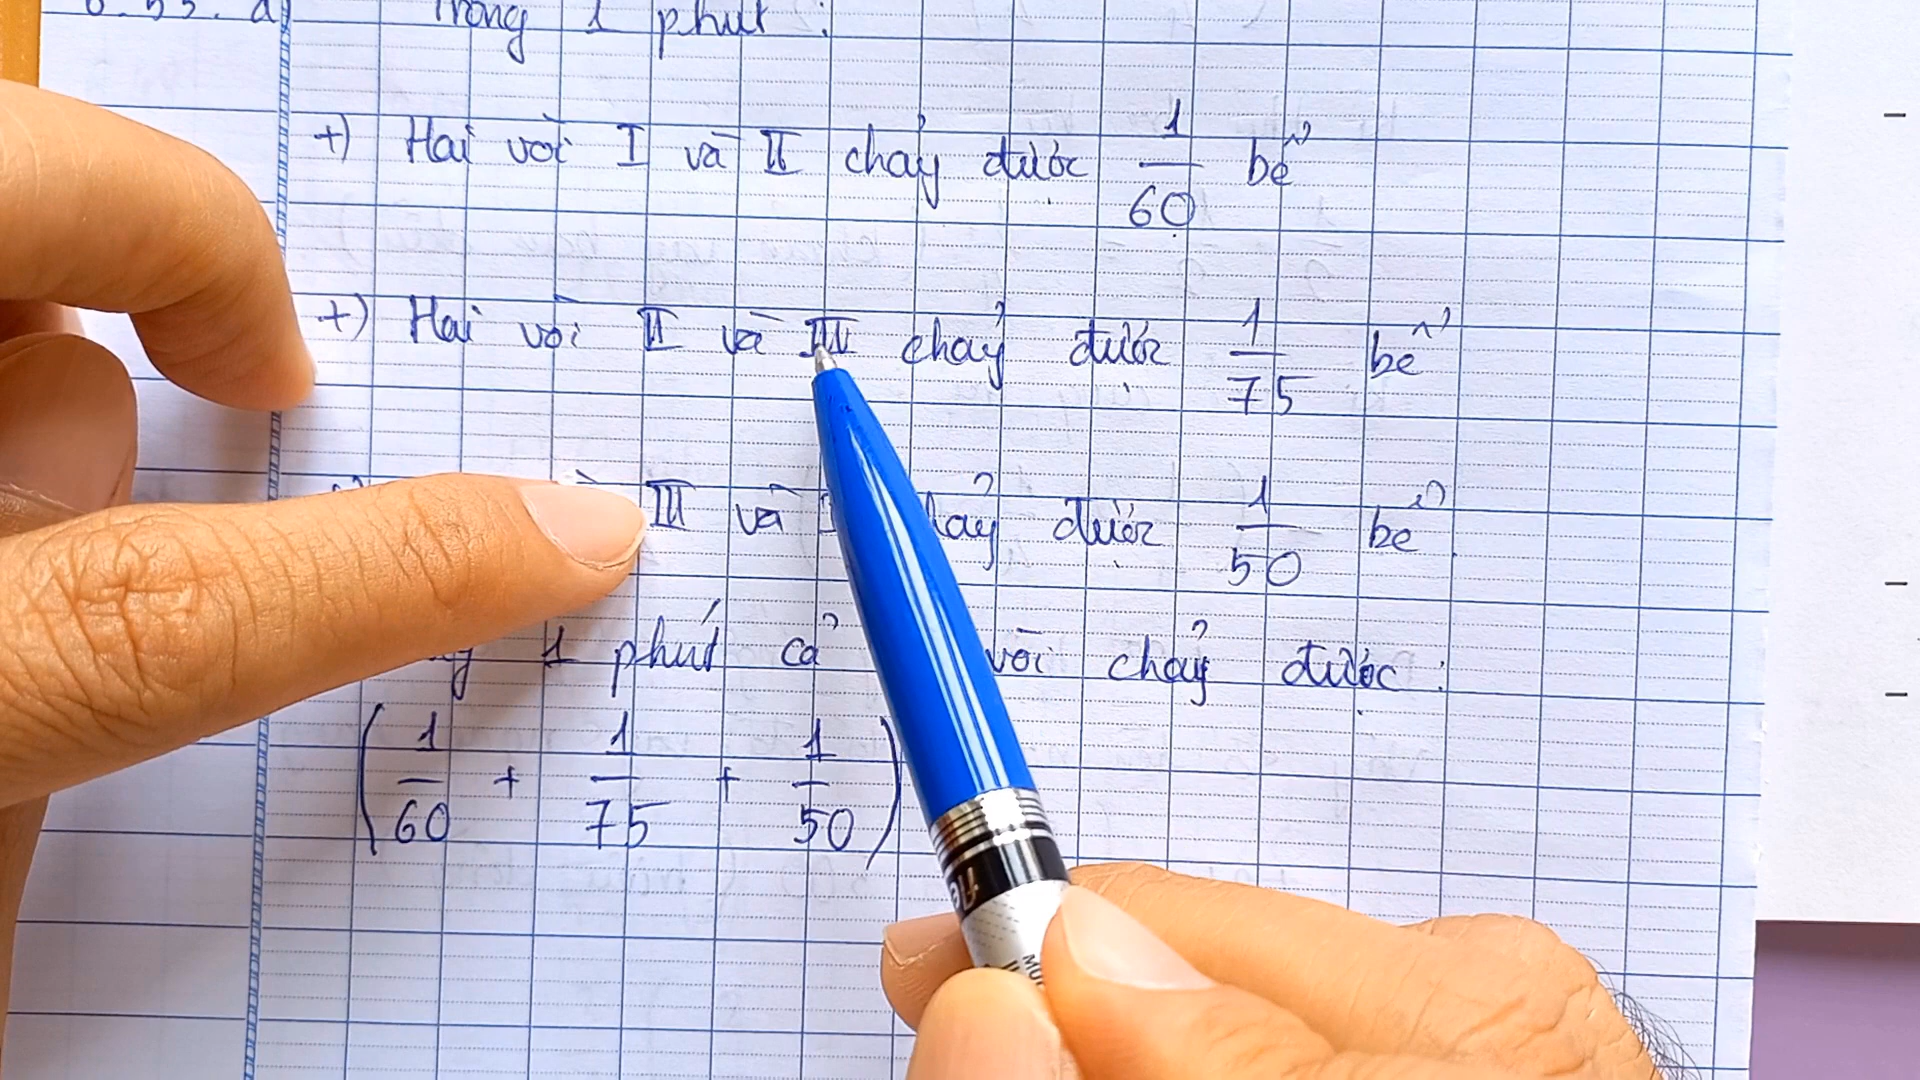 6.53. a) Trong 1 phút :
+) Hai vòi I và II chảy được 1/60 bể
+) Hai vòi II và III chảy được 1/75 bể
III và I chảy được 1/50 bể.
1 phút cả vòi chảy được :
(1/60 + 1/75 + 1/50)